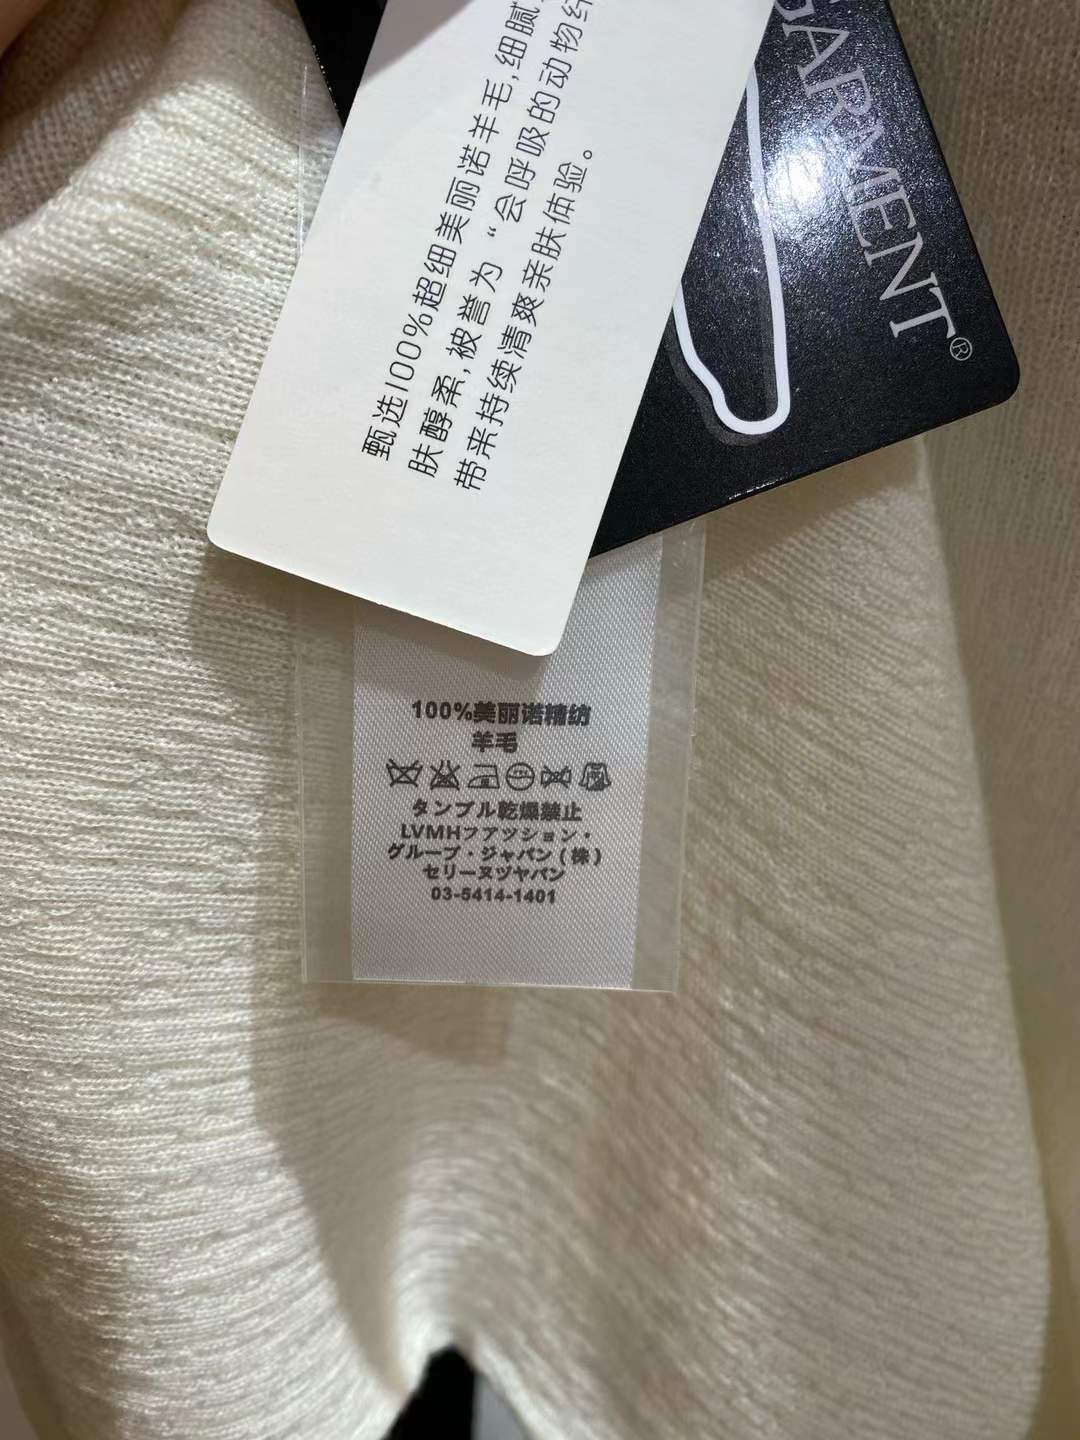 GARMENT®
甄选100%超细美丽诺羊毛,细腻
肤醇柔,被誉为“会呼吸的动物纤
带来持续清爽亲肤体验。
100%美丽诺精纺
羊毛
タンブル乾燥禁止
LVMHファツション・
グループ・ジャパン(株)
セリーヌヅヤパン
03-5414-1401